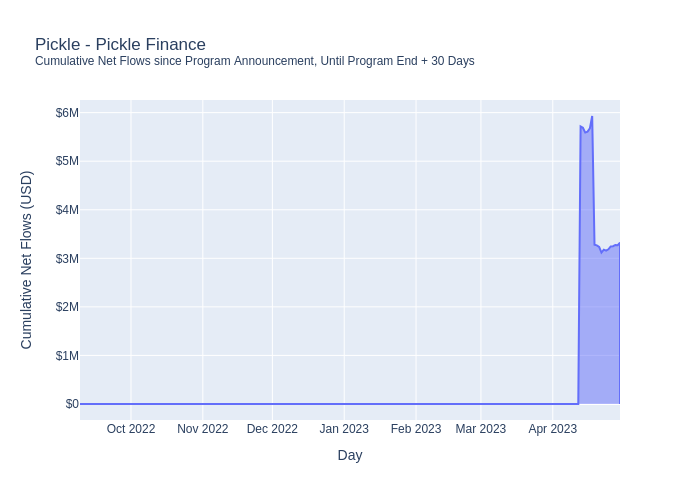 Pickle - Pickle Finance
Cumulative Net Flows since Program Announcement, Until Program End + 30 Days
Cumulative Net Flows (USD)
$6M
$5M
$4M
$3M
$2M
$1M
$0
Oct 2022
Nov 2022
Dec 2022
Jan 2023
Feb 2023
Mar 2023
Apr 2023
Day